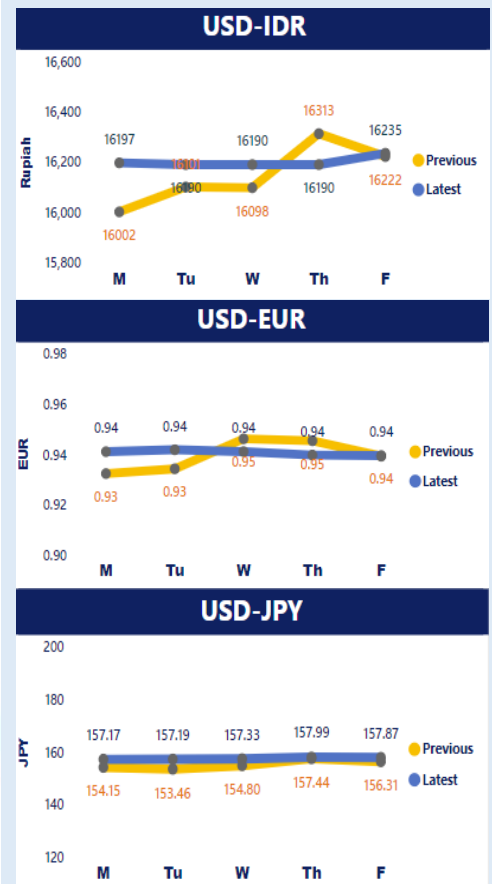 USD-IDR
16,600
16,400
16,200
16,000
15,800
Rupiah
16197
16190
16190
16190
16235
16002
16098
16313
16222
M Tu W Th F
Previous
Latest
USD-EUR
0.98
0.96
0.94
0.92
0.90
EUR
0.94 0.94 0.94 0.94 0.94
0.93 0.93 0.95 0.95 0.94
M Tu W Th F
Previous
Latest
USD-JPY
200
180
160
140
120
JPY
157.17 157.19 157.33 157.99 157.87
154.15 153.46 154.80 157.44 156.31
M Tu W Th F
Previous
Latest